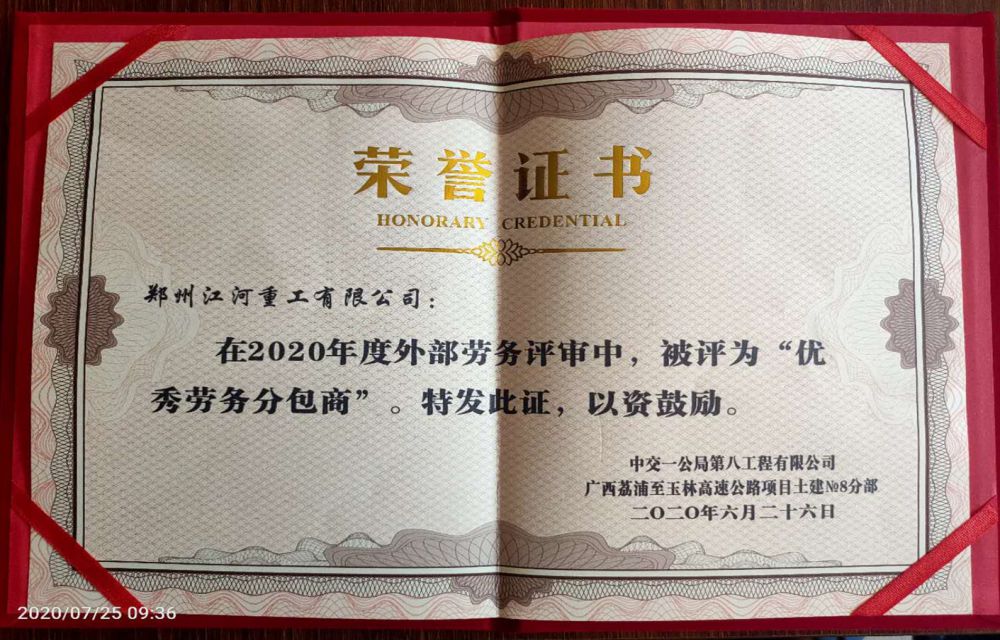 荣誉证书
HONORARY CREDENTIAL
郑州江河重工有限公司：
在2020年度外部劳务评审中，被评为“优
秀劳务分包商”。特发此证，以资鼓励。
中交一公局第八工程有限公司
广西荔浦至玉林高速公路项目土建№8分部
二〇二〇年六月二十六日
2020/07/25 09:36